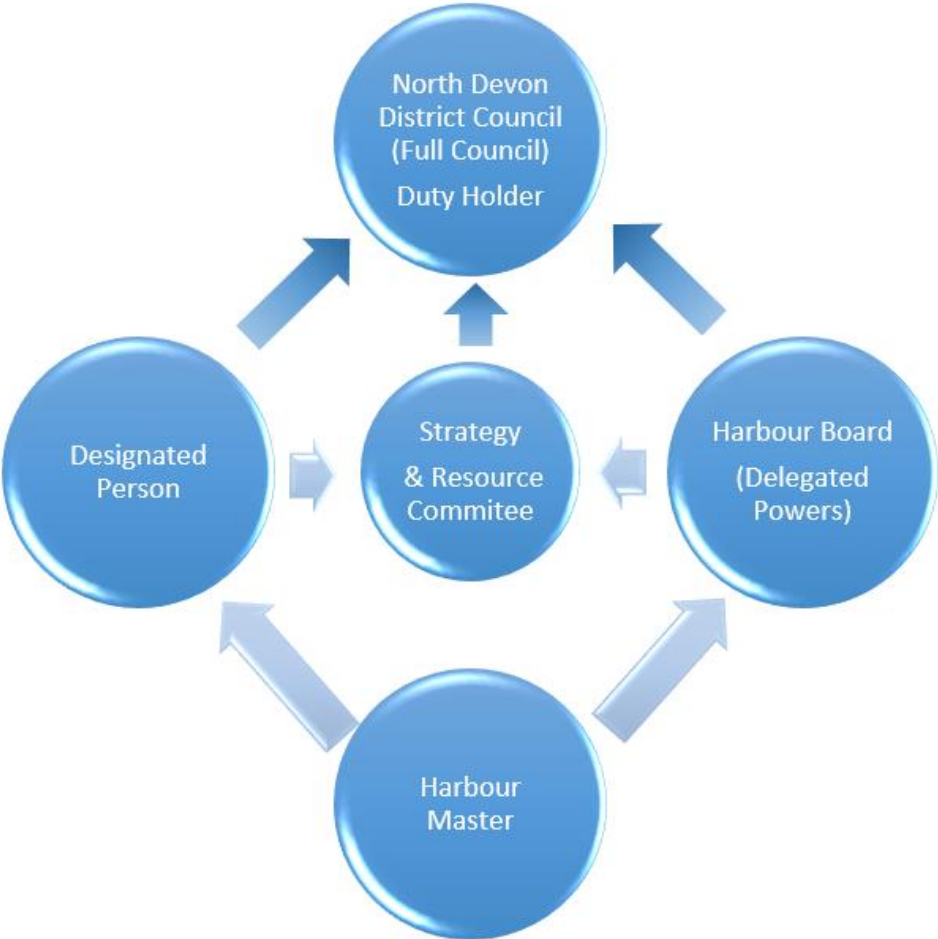 North Devon
District Council
(Full Council)
Duty Holder
Designated
Person
Strategy
& Resource
Commitee
Harbour Board
(Delegated
Powers)
Harbour
Master